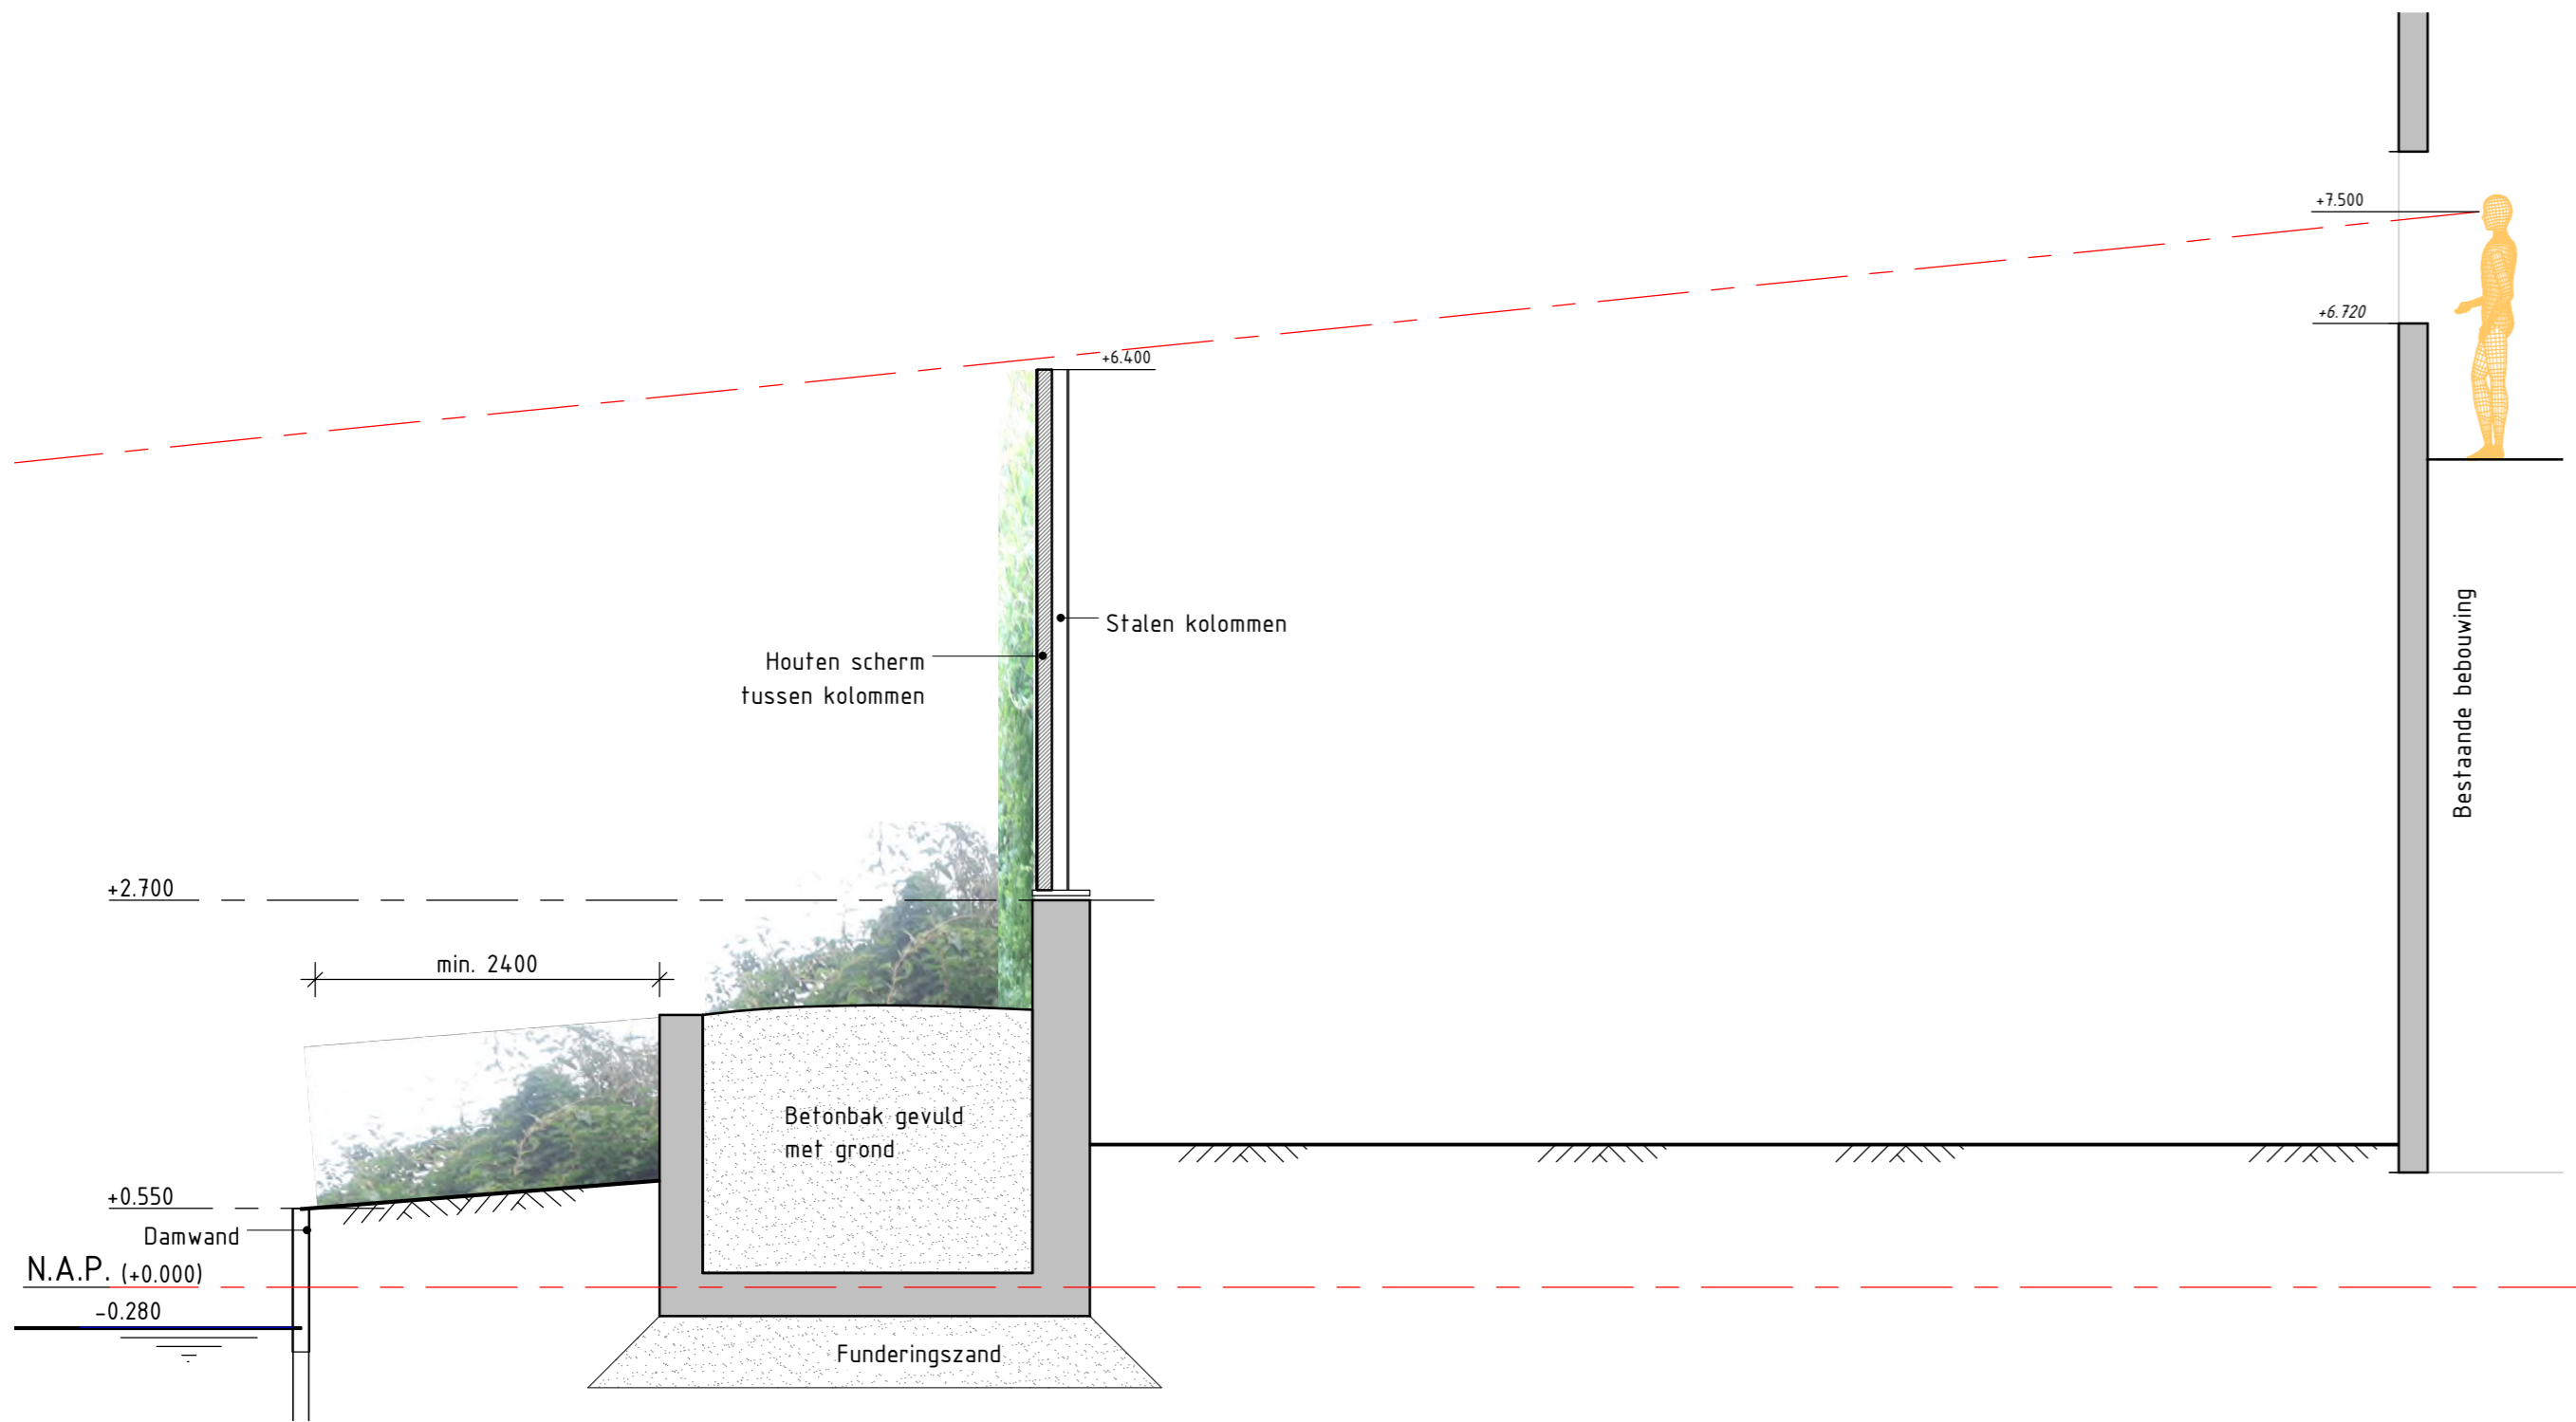 +7.500
+6.720
+6.400
Stalen kolommen
Houten scherm
tussen kolommen
Bestaande bebouwing
+2.700
min. 2400
Betonbak gevuld
met grond
+0.550
Damwand
N.A.P. (+0.000)
-0.280
Funderingszand